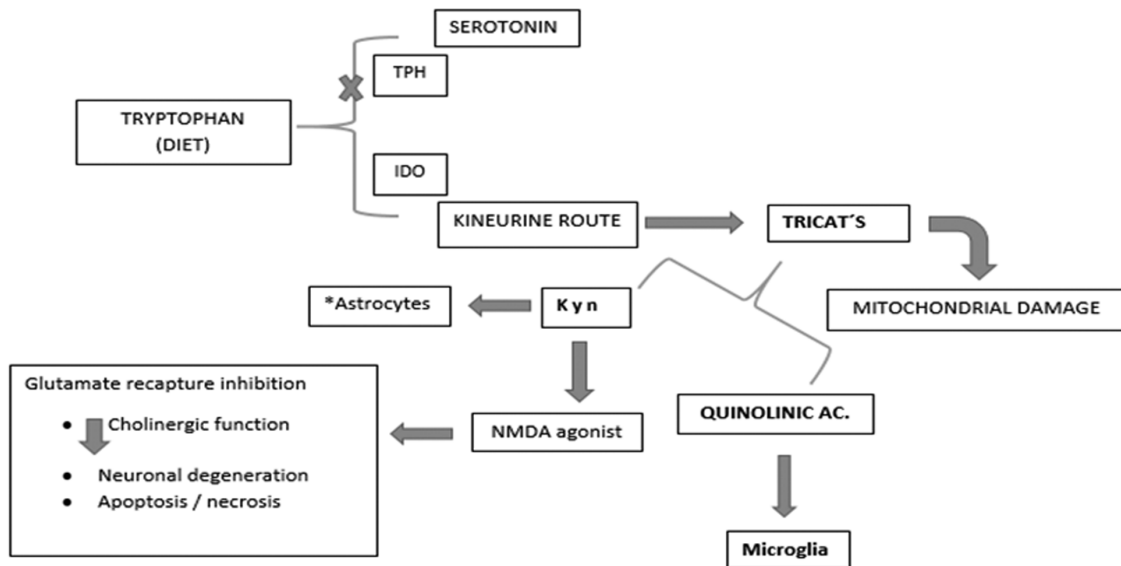 SEROTONIN
TPH
TRYPTOPHAN
(DIET)
IDO
KINEURINE ROUTE
TRICAT´S
*Astrocytes
K y n
MITOCHONDRIAL DAMAGE
Glutamate recapture inhibition
• Cholinergic function
• Neuronal degeneration
• Apoptosis / necrosis
NMDA agonist
QUINOLINIC AC.
Microglia